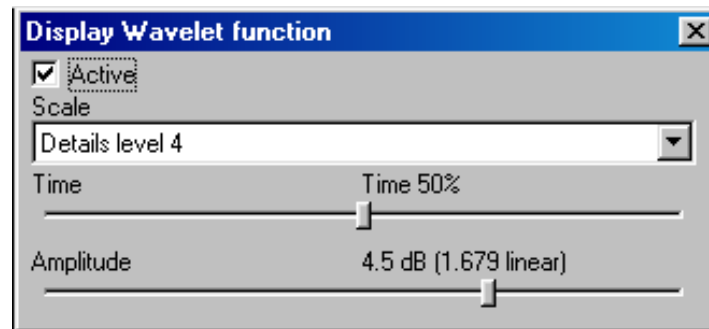 Display Wavelet function
Active
Scale
Details level 4
Time Time 50%
Amplitude 4.5 dB (1.679 linear)